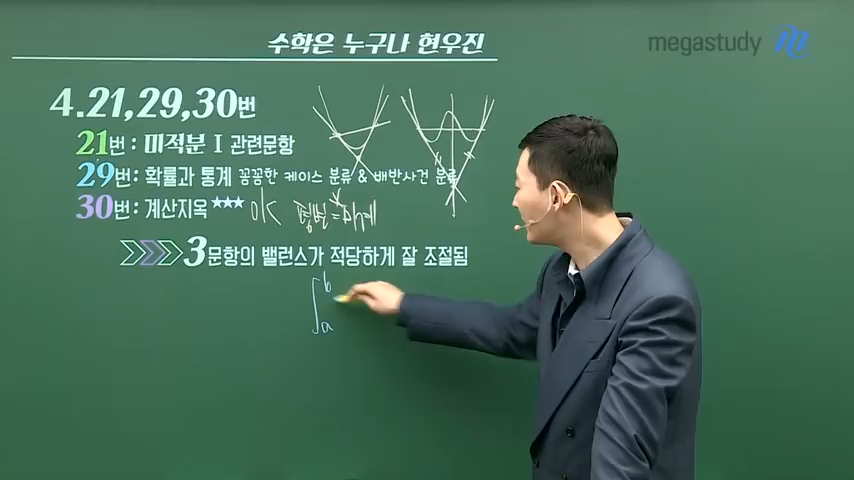 수학은 누구나 현우진
megastudy
4.21,29,30번
21번 : 미적분 I 관련문항
29번 : 확률과 통계 꼼꼼한 케이스 분류 & 배반사건 분류
30번 : 계산지옥 ★★★
3문항의 밸런스가 적당하게 잘 조절됨
∫ b a